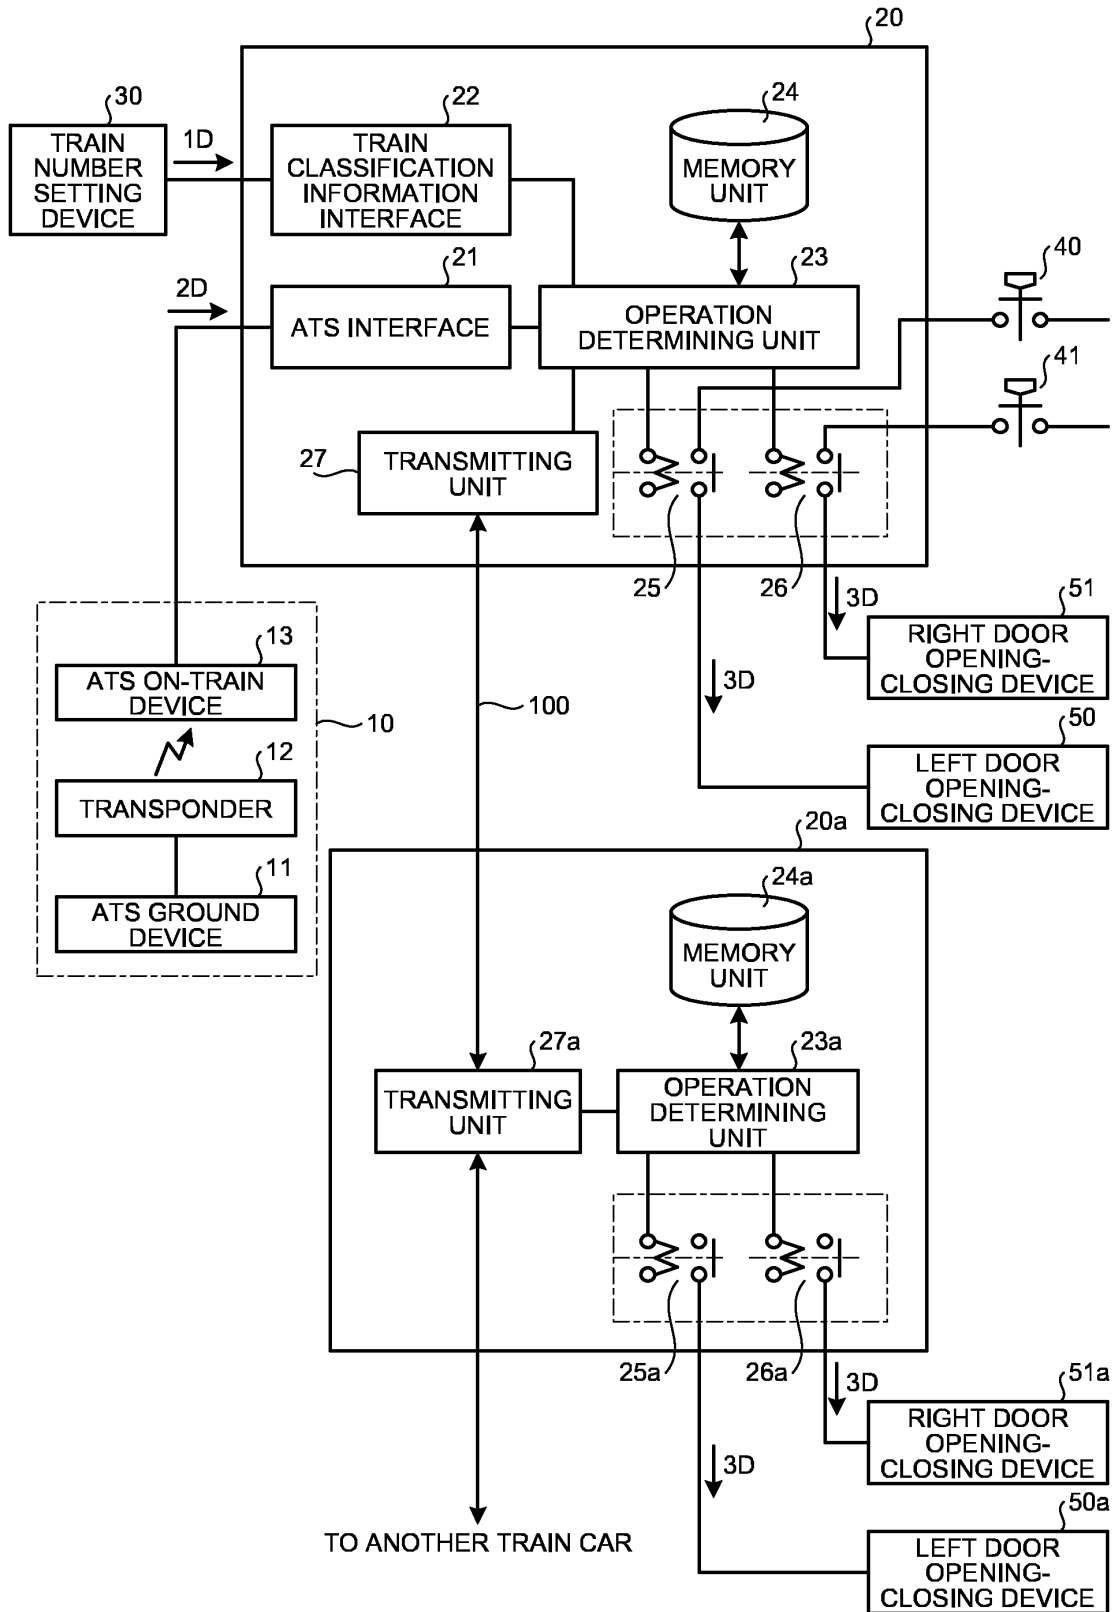 20
30
TRAIN
NUMBER
SETTING
DEVICE
1D
22
TRAIN
CLASSIFICATION
INFORMATION
INTERFACE
24
MEMORY
UNIT
2D
21
ATS INTERFACE
23
OPERATION
DETERMINING UNIT
40
41
27
TRANSMITTING
UNIT
25
26
3D
51
RIGHT DOOR
OPENING-
CLOSING DEVICE
3D
50
LEFT DOOR
OPENING-
CLOSING DEVICE
13
ATS ON-TRAIN
DEVICE
10
12
TRANSPONDER
11
ATS GROUND
DEVICE
100
20a
24a
MEMORY
UNIT
27a
TRANSMITTING
UNIT
23a
OPERATION
DETERMINING
UNIT
25a
26a
3D
51a
RIGHT DOOR
OPENING-
CLOSING DEVICE
3D
50a
LEFT DOOR
OPENING-
CLOSING DEVICE
TO ANOTHER TRAIN CAR